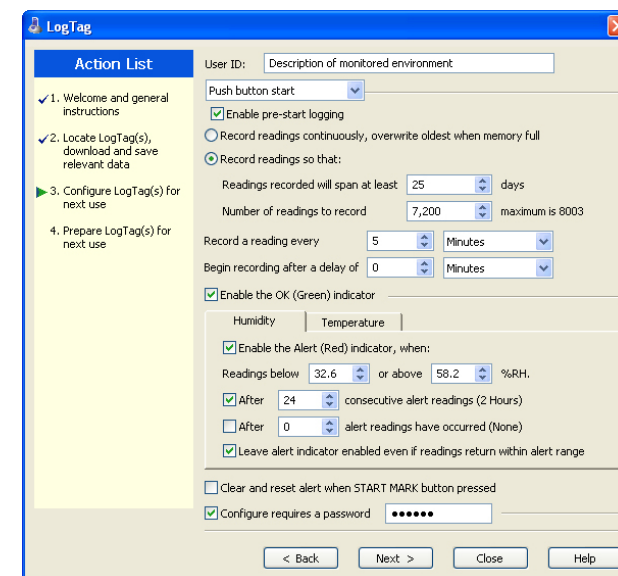 LogTag
Action List
1. Welcome and general
instructions
2. Locate LogTag(s),
download and save
relevant data
3. Configure LogTag(s) for
next use
4. Prepare LogTag(s) for
next use
User ID: Description of monitored environment
Push button start
Enable pre-start logging
Record readings continuously, overwrite oldest when memory full
Record readings so that:
Readings recorded will span at least 25 days
Number of readings to record 7,200 maximum is 8003
Record a reading every 5 Minutes
Begin recording after a delay of 0 Minutes
Enable the OK (Green) indicator
Humidity Temperature
Enable the Alert (Red) indicator, when:
Readings below 32.6 or above 58.2 %RH.
After 24 consecutive alert readings (2 Hours)
After 0 alert readings have occurred (None)
Leave alert indicator enabled even if readings return within alert range
Clear and reset alert when START MARK button pressed
Configure requires a password ●●●●●●
< Back Next > Close Help